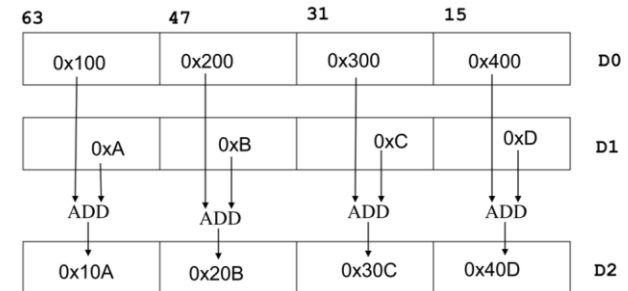 63 47 31 15
0x100 0x200 0x300 0x400 D0
0xA 0xB 0xC 0xD D1
ADD ADD ADD ADD
0x10A 0x20B 0x30C 0x40D D2